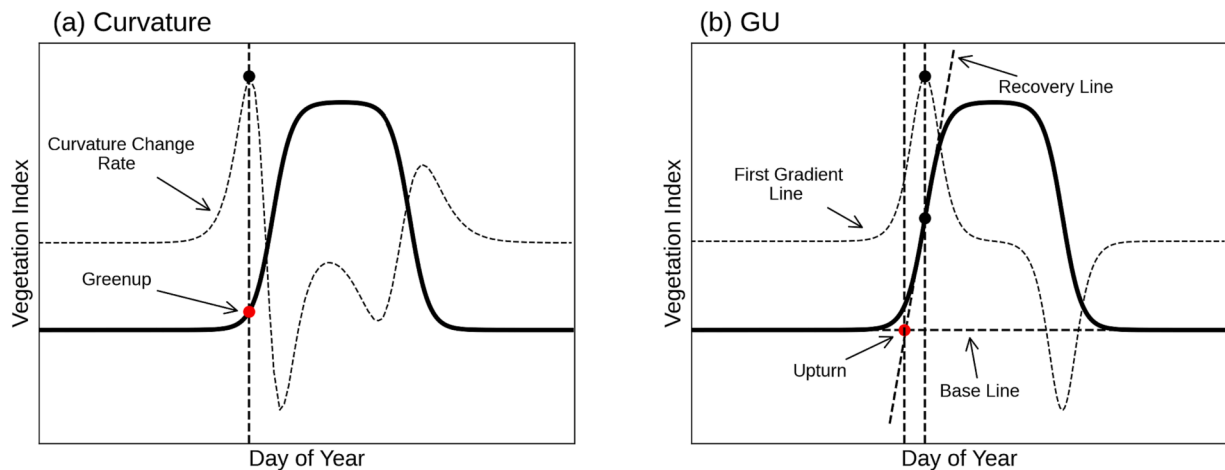 (a) Curvature
Vegetation Index
Curvature Change
Rate
Greenup
Day of Year
(b) GU
Vegetation Index
Recovery Line
First Gradient
Line
Upturn
Base Line
Day of Year